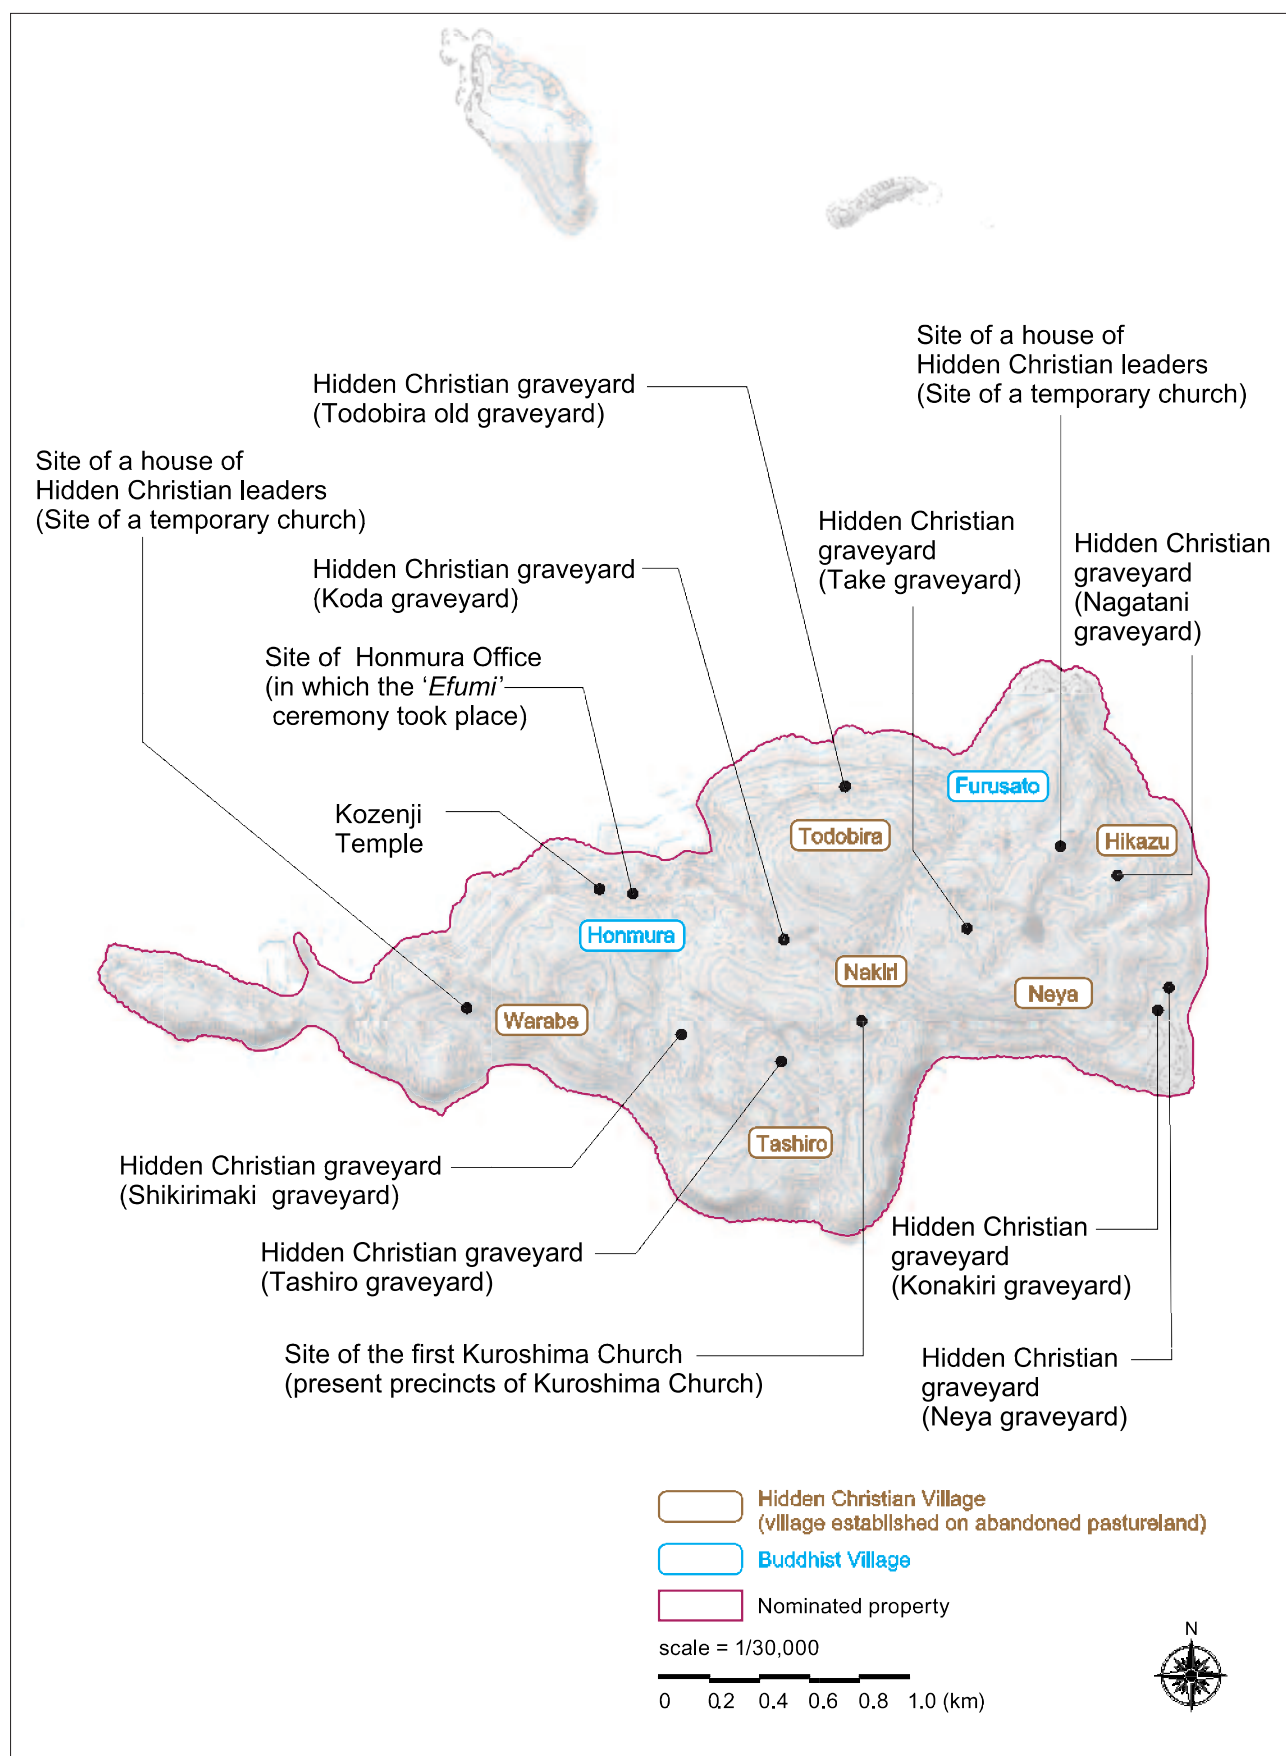 Site of a house of
Hidden Christian leaders
(Site of a temporary church)
Hidden Christian graveyard
(Todobira old graveyard)
Site of a house of
Hidden Christian leaders
(Site of a temporary church)
Hidden Christian
graveyard
(Take graveyard)
Hidden Christian
graveyard
(Nagatani
graveyard)
Hidden Christian graveyard
(Koda graveyard)
Site of Honmura Office
(in which the ‘Efumi’
ceremony took place)
Kozenji
Temple
Furusato
Todobira
Hikazu
Honmura
Nakiri
Neya
Warabe
Tashiro
Hidden Christian graveyard
(Shikirimaki graveyard)
Hidden Christian graveyard
(Tashiro graveyard)
Hidden Christian
graveyard
(Konakiri graveyard)
Site of the first Kuroshima Church
(present precincts of Kuroshima Church)
Hidden Christian
graveyard
(Neya graveyard)
Hidden Christian Village
(village established on abandoned pastureland)
Buddhist Village
Nominated property
scale = 1/30,000
0 0.2 0.4 0.6 0.8 1.0 (km)
N